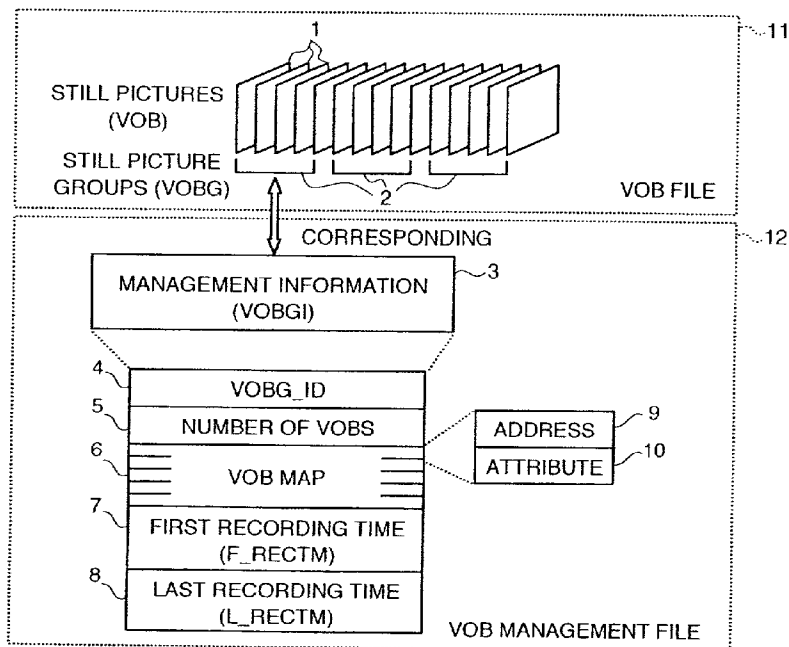 1
11
STILL PICTURES
(VOB)
STILL PICTURE
GROUPS (VOBG)
2
VOB FILE
CORRESPONDING
12
3
MANAGEMENT INFORMATION
(VOBGI)
4
VOBG_ID
5
NUMBER OF VOBS
ADDRESS
9
6
VOB MAP
ATTRIBUTE
10
7
FIRST RECORDING TIME
(F_RECTM)
8
LAST RECORDING TIME
(L_RECTM)
VOB MANAGEMENT FILE